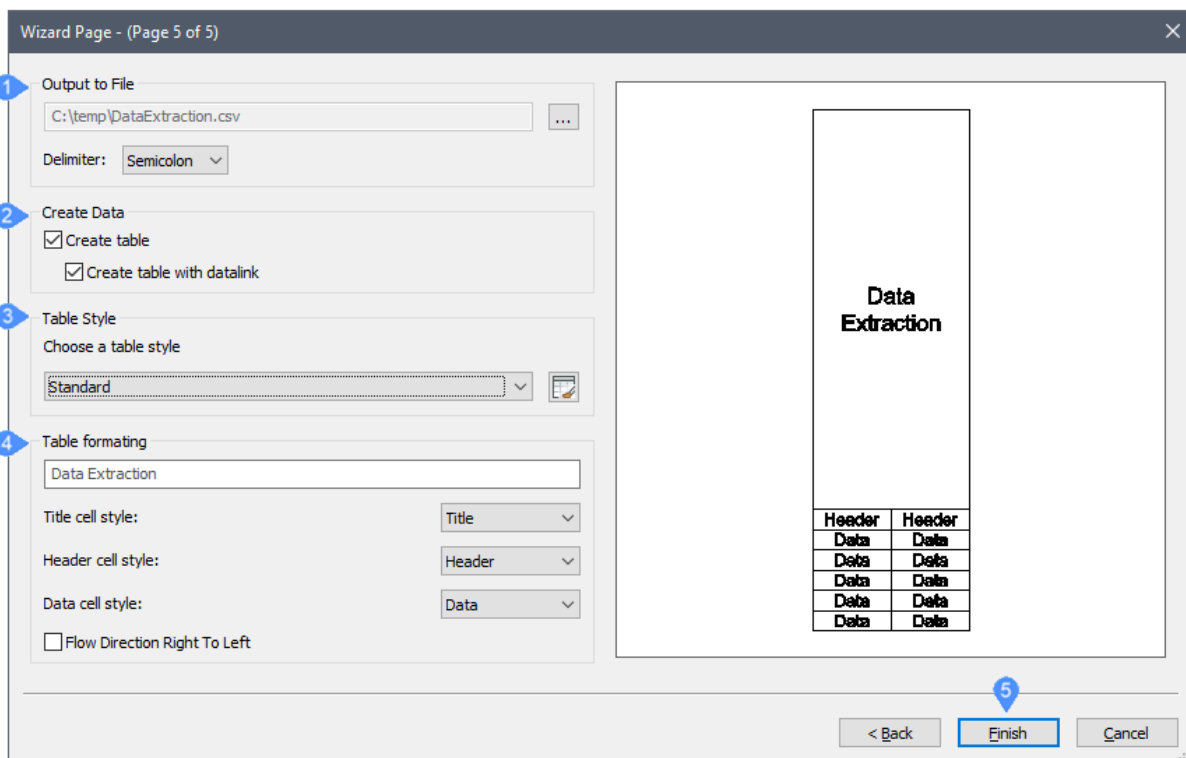 Wizard Page - (Page 5 of 5)
1
Output to File
C:\temp\DataExtraction.csv
...
Delimiter: Semicolon
2
Create Data
Create table
Create table with datalink
3
Table Style
Choose a table style
Standard
4
Table formating
Data Extraction
Title cell style: Title
Header cell style: Header
Data cell style: Data
Flow Direction Right To Left
Data
Extraction
Header Header
Data Data
Data Data
Data Data
Data Data
Data Data
5
< Back Finish Cancel